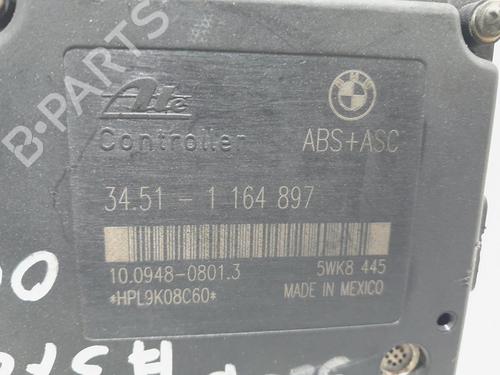 B-PARTS
Ate
BMW
Controller ABS+ASC
34.51 - 1 164 897
10.0948-0801.3 5WK8 445
*HPL9K08C60* MADE IN MEXICO